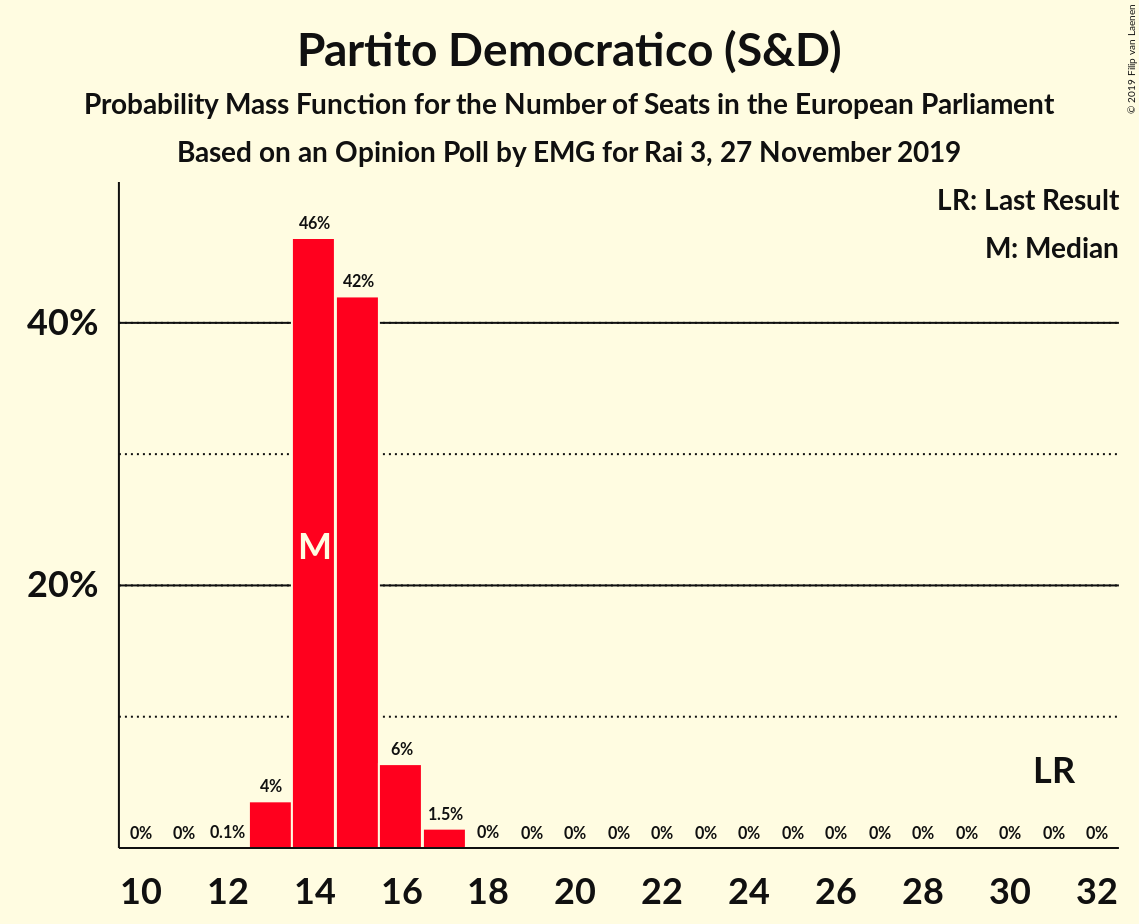 Partito Democratico (S&D)
Probability Mass Function for the Number of Seats in the European Parliament
Based on an Opinion Poll by EMG for Rai 3, 27 November 2019
© 2019 Filip van Laenen
LR: Last Result
M: Median
40%
20%
0% 0% 0.1% 4% 46% 42% 6% 1.5% 0% 0% 0% 0% 0% 0% 0% 0% 0% 0% 0% 0% 0% 0% 0%
M
LR
10 12 14 16 18 20 22 24 26 28 30 32